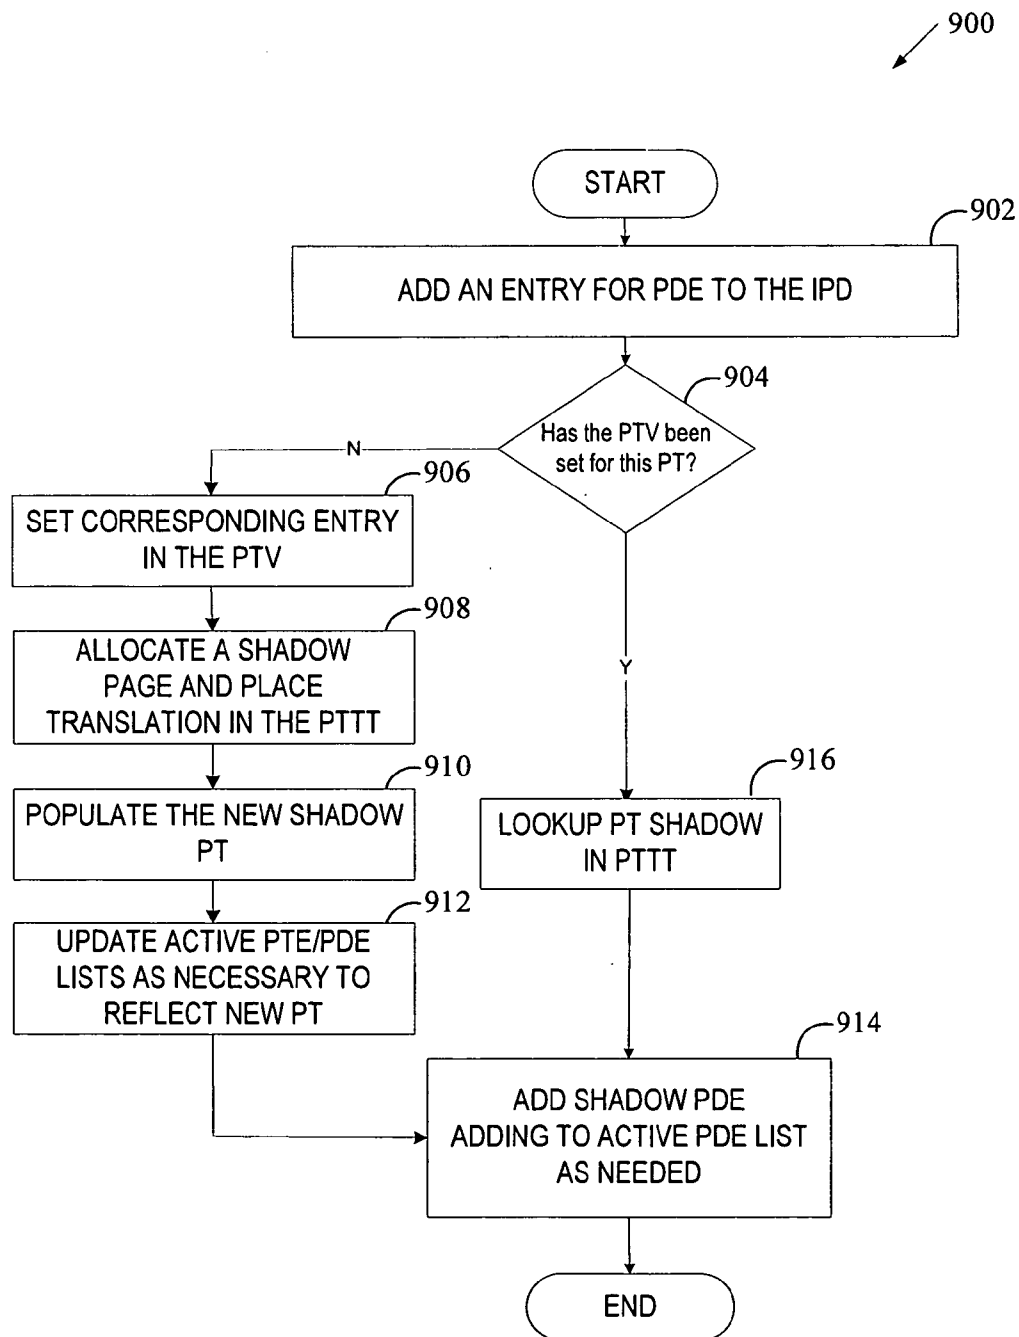 900
START
902
ADD AN ENTRY FOR PDE TO THE IPD
904
Has the PTV been
set for this PT?
N
906
SET CORRESPONDING ENTRY
IN THE PTV
908
ALLOCATE A SHADOW
PAGE AND PLACE
TRANSLATION IN THE PTTT
Y
910
POPULATE THE NEW SHADOW
PT
916
LOOKUP PT SHADOW
IN PTTT
912
UPDATE ACTIVE PTE/PDE
LISTS AS NECESSARY TO
REFLECT NEW PT
914
ADD SHADOW PDE
ADDING TO ACTIVE PDE LIST
AS NEEDED
END